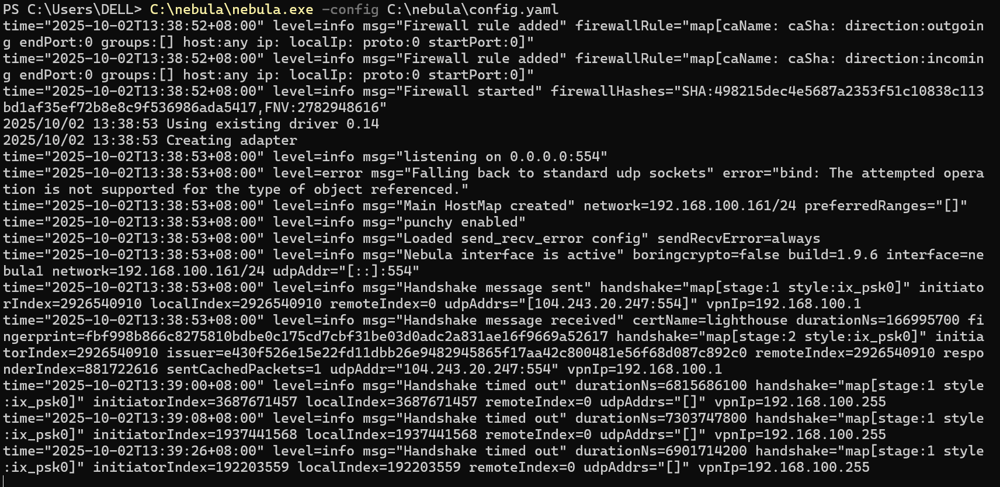 PS C:\Users\DELL> C:\nebula\nebula.exe -config C:\nebula\config.yaml
time="2025-10-02T13:38:52+08:00" level=info msg="Firewall rule added" firewallRule="map[caName: caSha: direction:outgoin
g endPort:0 groups:[] host:any ip: localIp: proto:0 startPort:0]"
time="2025-10-02T13:38:52+08:00" level=info msg="Firewall rule added" firewallRule="map[caName: caSha: direction:incomin
g endPort:0 groups:[] host:any ip: localIp: proto:0 startPort:0]"
time="2025-10-02T13:38:52+08:00" level=info msg="Firewall started" firewallHashes="SHA:498215dec4e5687a2353f51c10838c113
bd1af35ef72b8e8c9f536986ada5417,FNV:2782948616"
2025/10/02 13:38:53 Using existing driver 0.14
2025/10/02 13:38:53 Creating adapter
time="2025-10-02T13:38:53+08:00" level=info msg="listening on 0.0.0.0:554"
time="2025-10-02T13:38:53+08:00" level=error msg="Falling back to standard udp sockets" error="bind: The attempted opera
tion is not supported for the type of object referenced."
time="2025-10-02T13:38:53+08:00" level=info msg="Main HostMap created" network=192.168.100.161/24 preferredRanges="[]"
time="2025-10-02T13:38:53+08:00" level=info msg="punchy enabled"
time="2025-10-02T13:38:53+08:00" level=info msg="Loaded send_recv_error config" sendRecvError=always
time="2025-10-02T13:38:53+08:00" level=info msg="Nebula interface is active" boringcrypto=false build=1.9.6 interface=ne
bula1 network=192.168.100.161/24 udpAddr="[::]:554"
time="2025-10-02T13:38:53+08:00" level=info msg="Handshake message sent" handshake="map[stage:1 style:ix_psk0]" initiato
rIndex=2926540910 localIndex=2926540910 remoteIndex=0 udpAddrs="[104.243.20.247:554]" vpnIp=192.168.100.1
time="2025-10-02T13:38:53+08:00" level=info msg="Handshake message received" certName=lighthouse durationNs=166995700 fi
ngerprint=fbf998b866c8275810bdbe0c175cd7cbf31be03d0adc2a831ae16f9669a52617 handshake="map[stage:2 style:ix_psk0]" initia
torIndex=2926540910 issuer=e430f526e15e22fd11dbb26e9482945865f17aa42c800481e56f68d087c892c0 remoteIndex=2926540910 respo
nderIndex=881722616 sentCachedPackets=1 udpAddr="104.243.20.247:554" vpnIp=192.168.100.1
time="2025-10-02T13:39:00+08:00" level=info msg="Handshake timed out" durationNs=6815686100 handshake="map[stage:1 style
:ix_psk0]" initiatorIndex=3687671457 localIndex=3687671457 remoteIndex=0 udpAddrs="[]" vpnIp=192.168.100.255
time="2025-10-02T13:39:08+08:00" level=info msg="Handshake timed out" durationNs=7303747800 handshake="map[stage:1 style
:ix_psk0]" initiatorIndex=1937441568 localIndex=1937441568 remoteIndex=0 udpAddrs="[]" vpnIp=192.168.100.255
time="2025-10-02T13:39:26+08:00" level=info msg="Handshake timed out" durationNs=6901714200 handshake="map[stage:1 style
:ix_psk0]" initiatorIndex=192203559 localIndex=192203559 remoteIndex=0 udpAddrs="[]" vpnIp=192.168.100.255